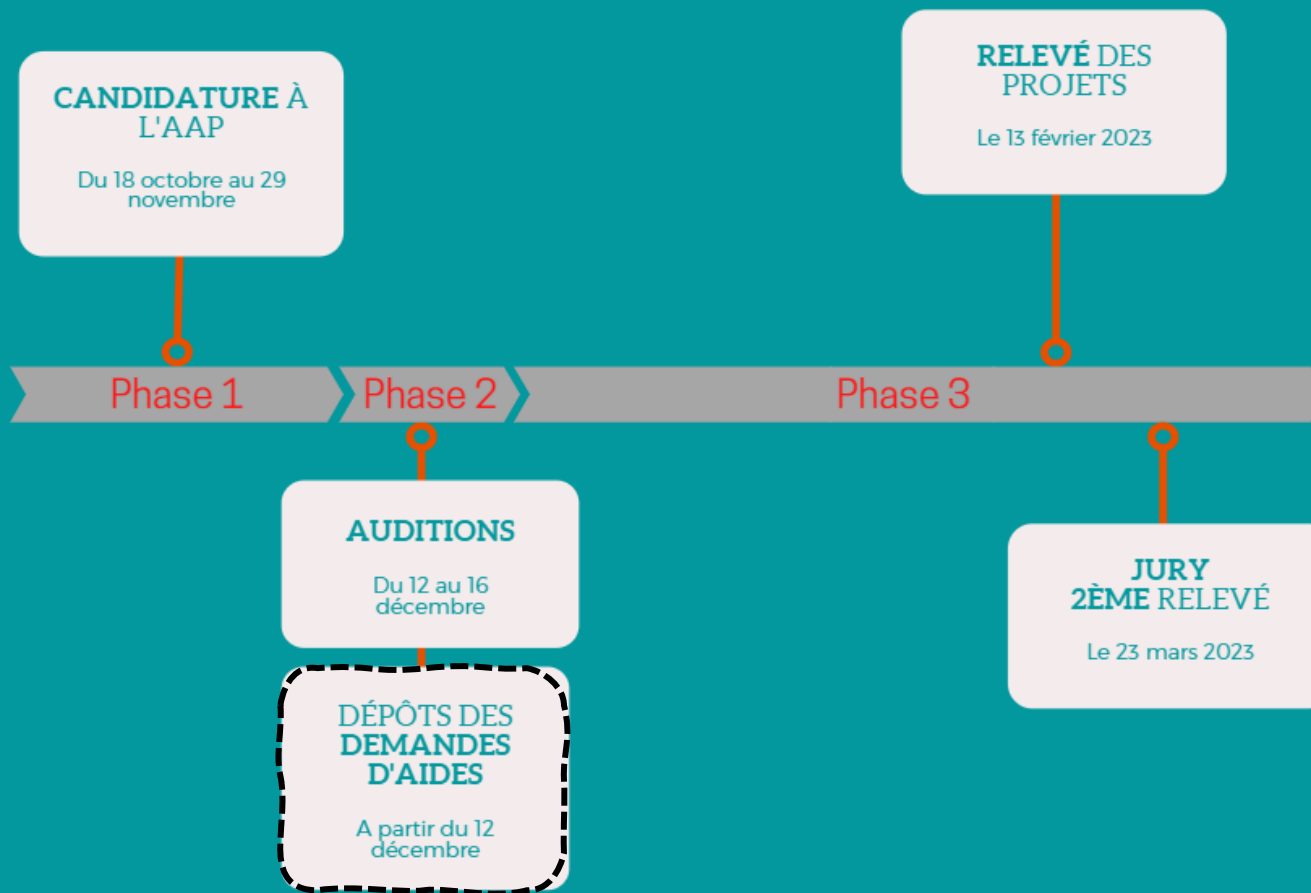 CANDIDATURE À
L'AAP
Du 18 octobre au 29
novembre
RELEVÉ DES
PROJETS
Le 13 février 2023
Phase 1
Phase 2
Phase 3
AUDITIONS
Du 12 au 16
décembre
DÉPÔTS DES
DEMANDES
D'AIDES
A partir du 12
décembre
JURY
2ÈME RELEVÉ
Le 23 mars 2023